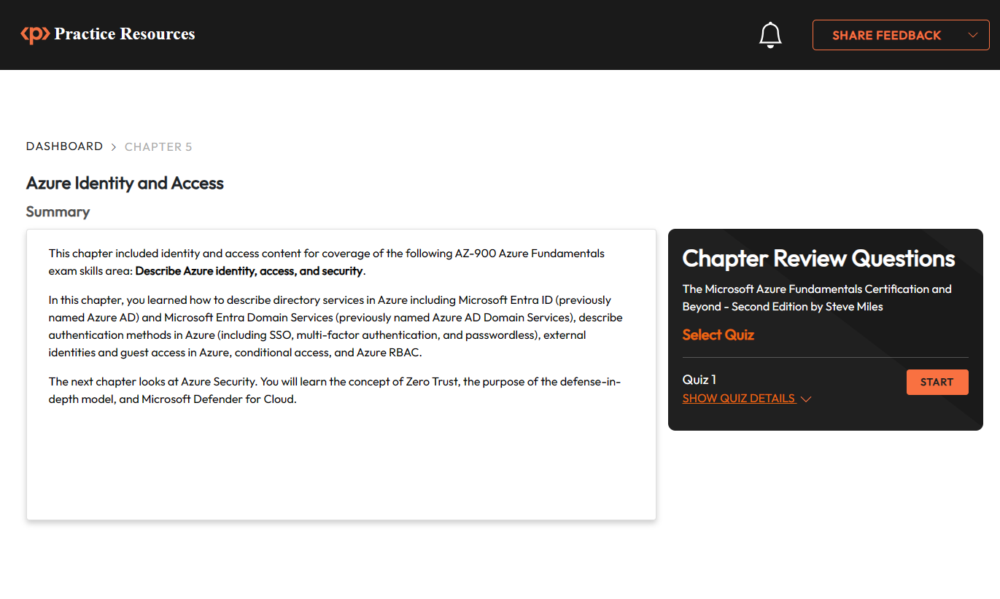 <p> Practice Resources
SHARE FEEDBACK
DASHBOARD > CHAPTER 5
Azure Identity and Access
Summary
This chapter included identity and access content for coverage of the following AZ-900 Azure Fundamentals
exam skills area: Describe Azure identity, access, and security.
In this chapter, you learned how to describe directory services in Azure including Microsoft Entra ID (previously
named Azure AD) and Microsoft Entra Domain Services (previously named Azure AD Domain Services), describe
authentication methods in Azure (including SSO, multi-factor authentication, and passwordless), external
identities and guest access in Azure, conditional access, and Azure RBAC.
The next chapter looks at Azure Security. You will learn the concept of Zero Trust, the purpose of the defense-in-
depth model, and Microsoft Defender for Cloud.
Chapter Review Questions
The Microsoft Azure Fundamentals Certification and
Beyond - Second Edition by Steve Miles
Select Quiz
Quiz 1
START
SHOW QUIZ DETAILS